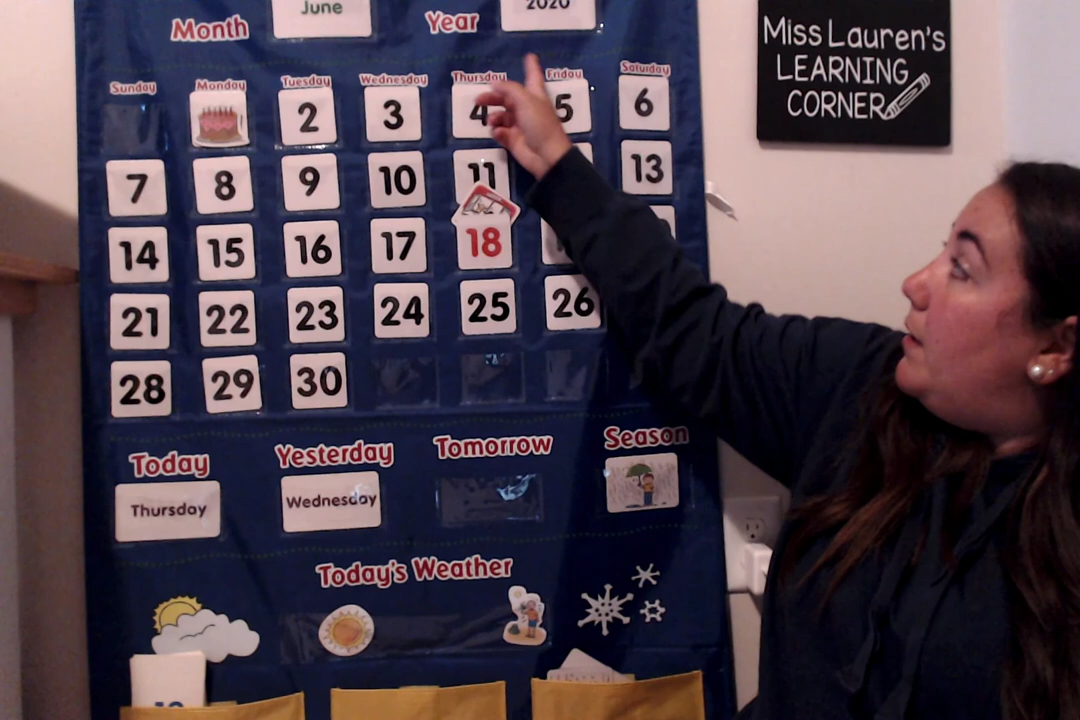 June
2020
Month
Year
Sunday Monday Tuesday Wednesday Thursday Friday Saturday
2 3 4 5 6
7 8 9 10 11 13
14 15 16 17 18
21 22 23 24 25 26
28 29 30
Today
Yesterday
Tomorrow
Season
Thursday
Wednesday
Today's Weather
Miss Lauren's
LEARNING
CORNER